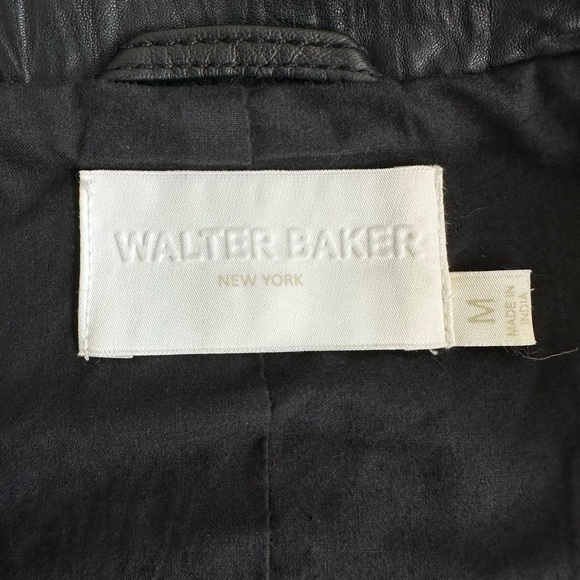 WALTER BAKER
NEW YORK
M
MADE IN
INDIA